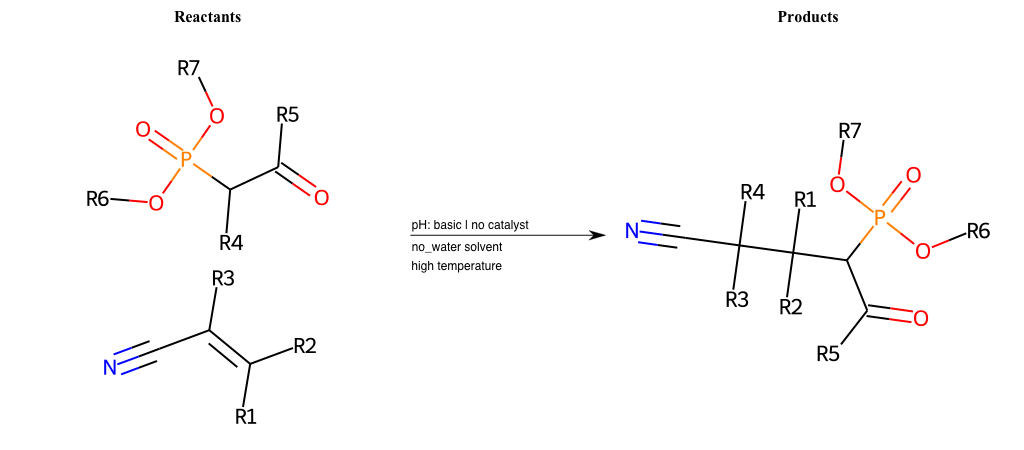 Reactants
Products
R7
O
O
R5
P
R6
O
O
R4
R3
N
R2
R1
pH: basic | no catalyst
no_water solvent
high temperature
R7
O
O
R4
R1
P
N
R6
O
R3
R2
O
R5